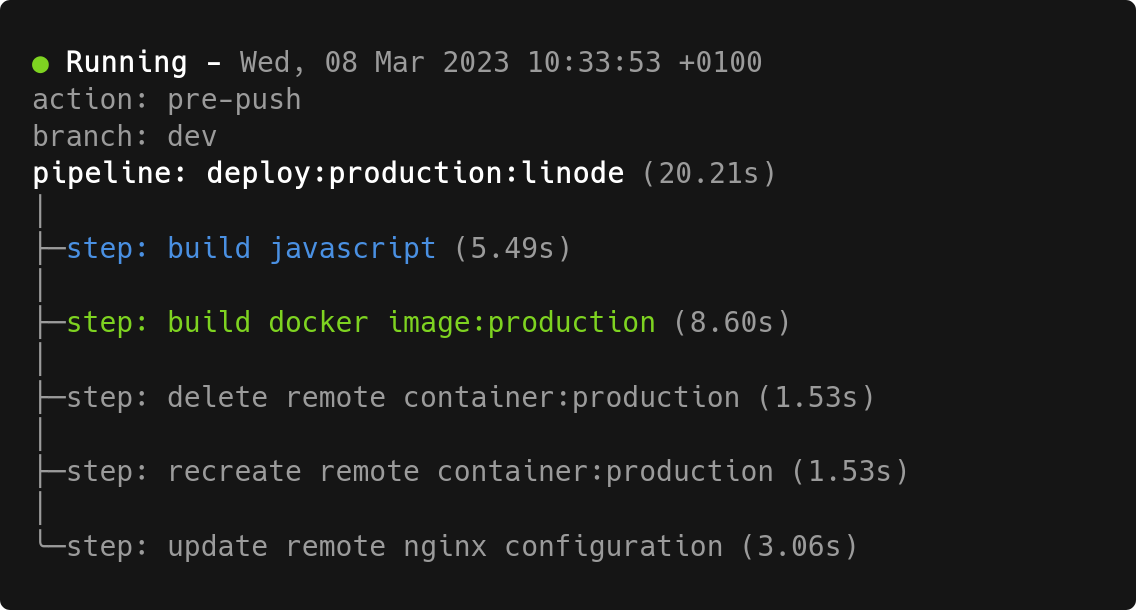 ● Running - Wed, 08 Mar 2023 10:33:53 +0100
action: pre-push
branch: dev
pipeline: deploy:production:linode (20.21s)
step: build javascript (5.49s)
step: build docker image:production (8.60s)
step: delete remote container:production (1.53s)
step: recreate remote container:production (1.53s)
step: update remote nginx configuration (3.06s)